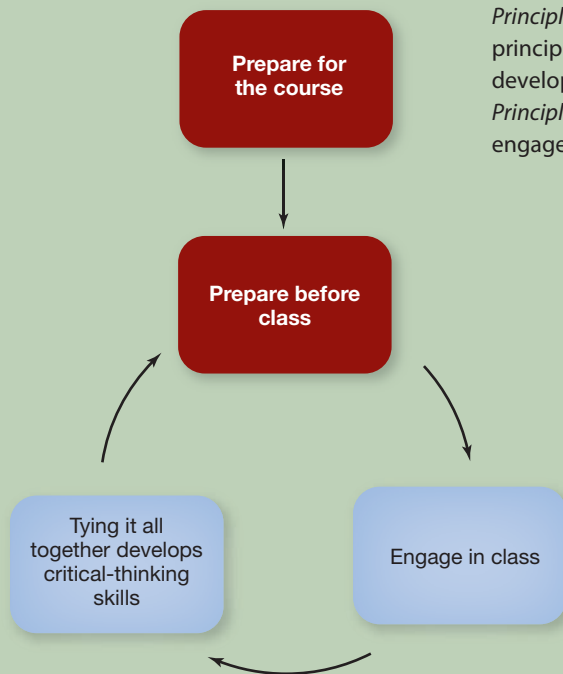 Prepare for
the course
Prepare before
class
Engage in class
Tying it all
together develops
critical-thinking
skills